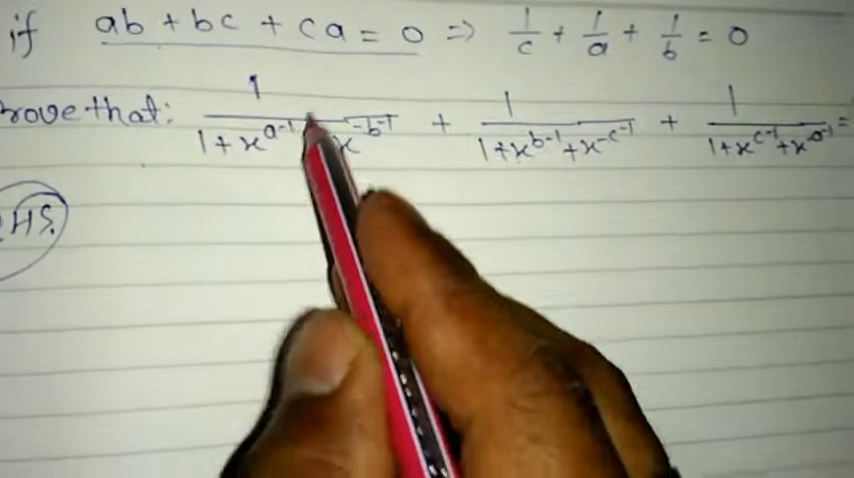 if ab + bc + ca = 0 => 1/c + 1/a + 1/b = 0
rove that: 1/(1+x^a^-1 x^-b^-1) + 1/(1+x^b^-1+x^-c^-1) + 1/(1+x^c^-1+x^-a^-1) =
HS.